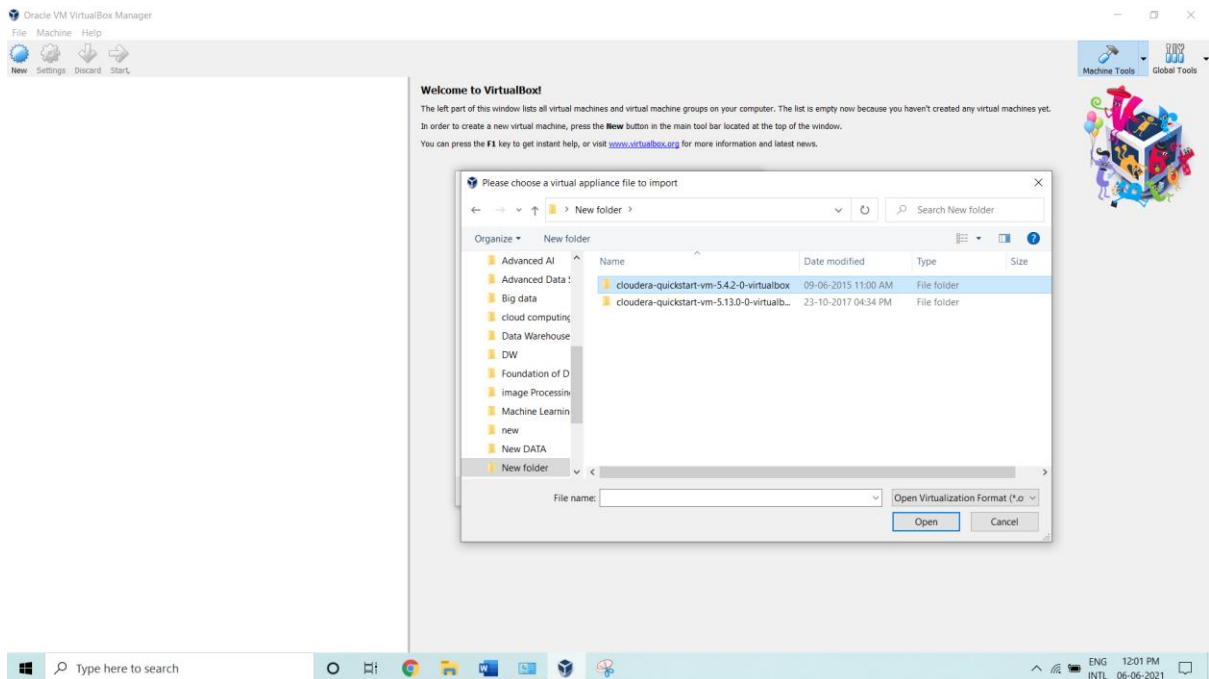 Oracle VM VirtualBox Manager
File Machine Help
New Settings Discard Start
Machine Tools Global Tools
Welcome to VirtualBox!
The left part of this window lists all virtual machines and virtual machine groups on your computer. The list is empty now because you haven't created any virtual machines yet.
In order to create a new virtual machine, press the New button in the main tool bar located at the top of the window.
You can press the F1 key to get instant help, or visit www.virtualbox.org for more information and latest news.
Please choose a virtual appliance file to import
> New folder >
Search New folder
Organize New folder
Name Date modified Type Size
Advanced AI
Advanced Data S
Big data
cloud computing
Data Warehouse
DW
Foundation of D
image Processin
Machine Learnin
new
New DATA
New folder
cloudera-quickstart-vm-5.4.2-0-virtualbox 09-06-2015 11:00 AM File folder
cloudera-quickstart-vm-5.13.0-0-virtualb... 23-10-2017 04:34 PM File folder
File name:
Open Virtualization Format (*.o
Open Cancel
Type here to search
ENG 12:01 PM
INTL 06-06-2021